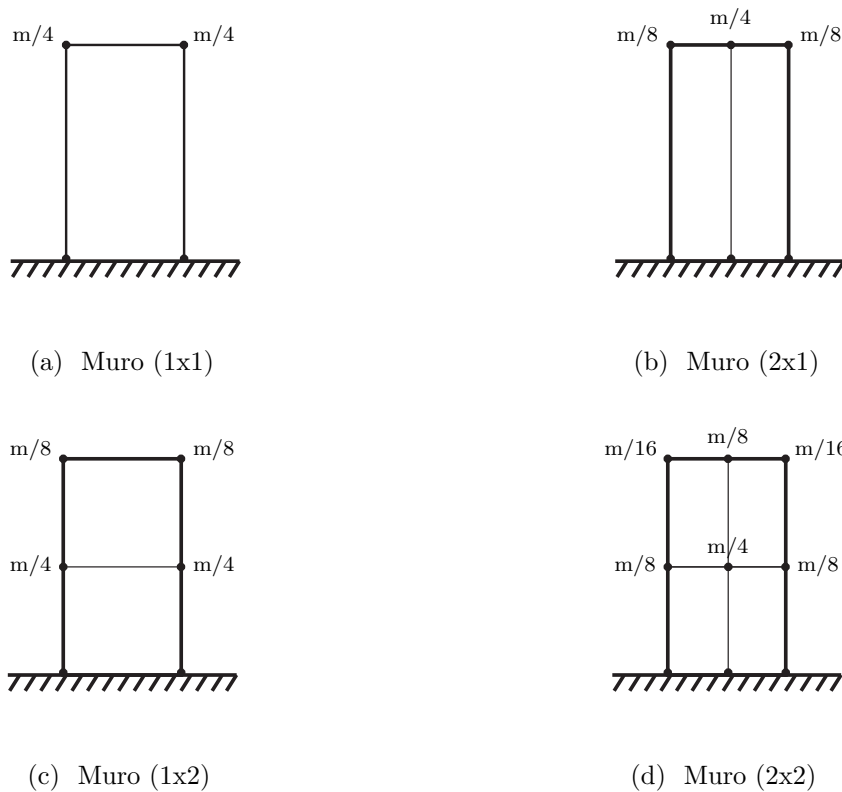 m/4 m/4
m/8 m/4 m/8
(a) Muro (1x1)
(b) Muro (2x1)
m/8 m/8
m/4 m/4
m/16 m/8 m/16
m/8 m/4 m/8
(c) Muro (1x2)
(d) Muro (2x2)